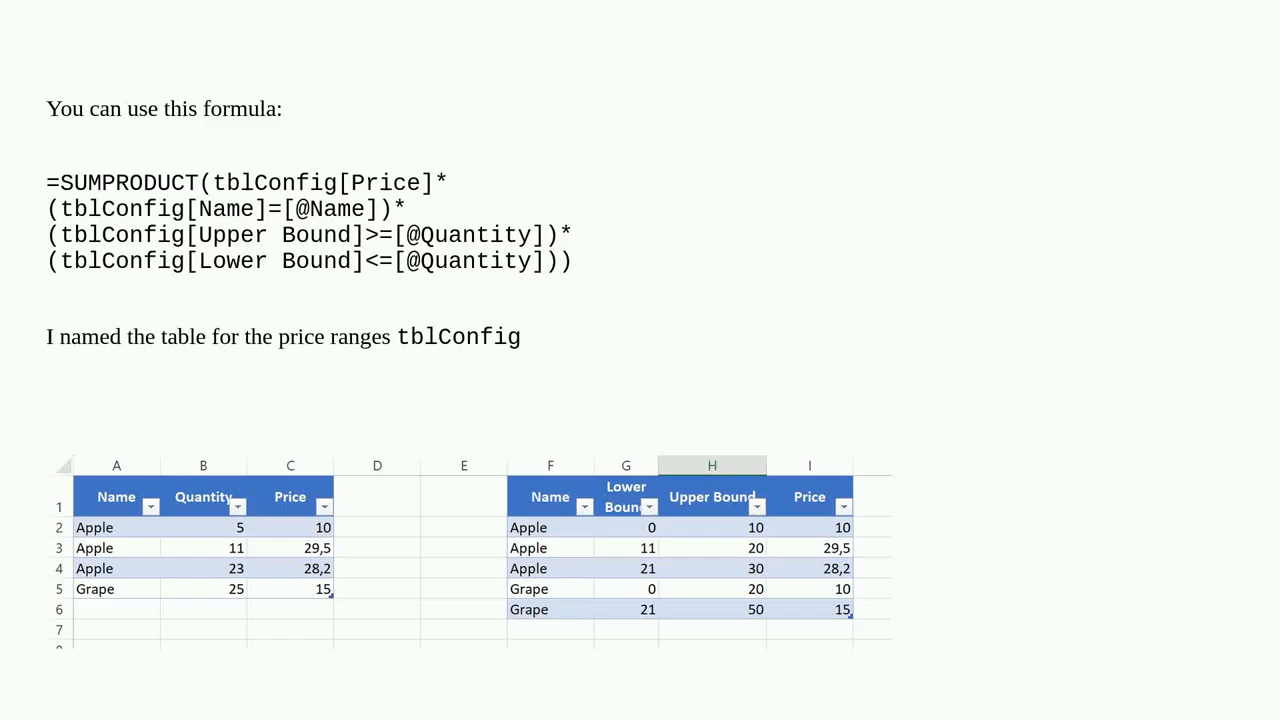 You can use this formula:
=SUMPRODUCT(tblConfig[Price]*
(tblConfig[Name]=[@Name])*
(tblConfig[Upper Bound]>=[@Quantity])*
(tblConfig[Lower Bound]<=[@Quantity]))
I named the table for the price ranges tblConfig
A B C D E F G H I
1 Name Quantity Price Name Lower Bound Upper Bound Price
2 Apple 5 10 Apple 0 10 10
3 Apple 11 29,5 Apple 11 20 29,5
4 Apple 23 28,2 Apple 21 30 28,2
5 Grape 25 15 Grape 0 20 10
6 Grape 21 50 15
7